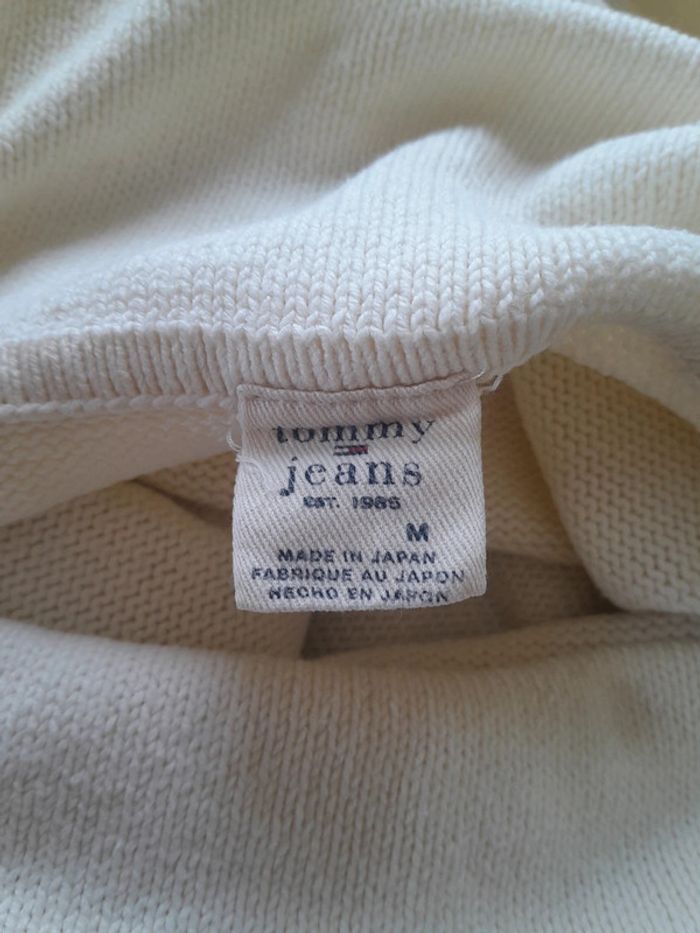 tommy
jeans
EST. 1985
M
MADE IN JAPAN
FABRIQUE AU JAPON
HECHO EN JAPON